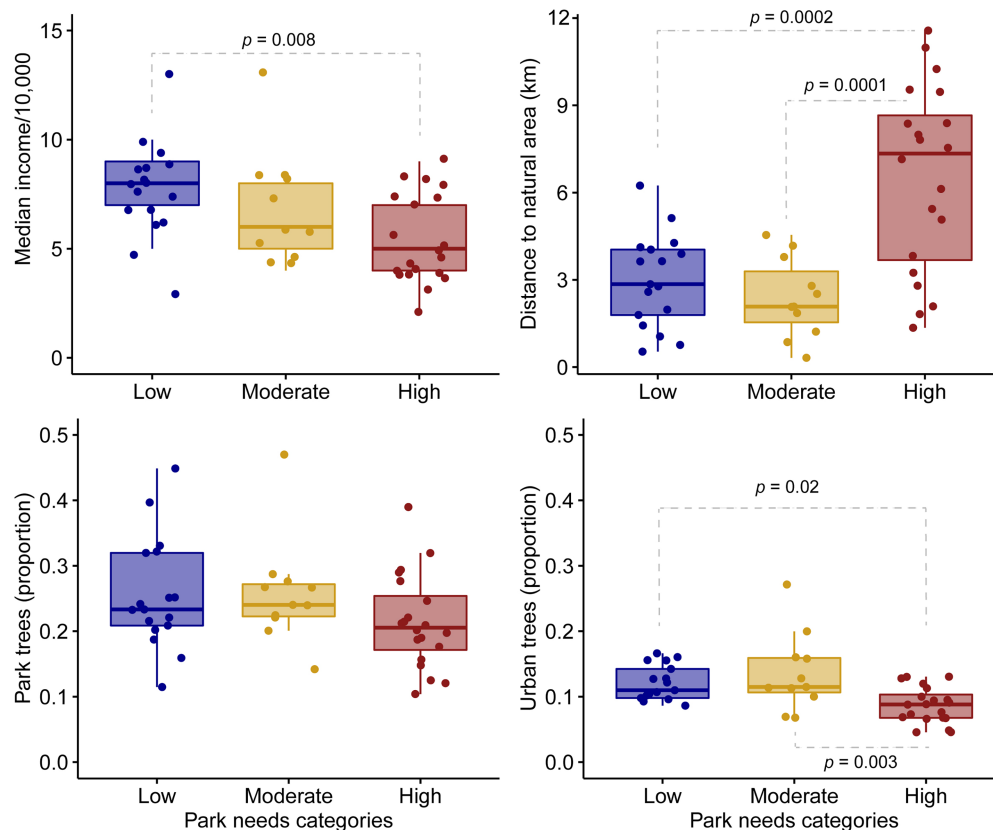 Median income/10,000
15
10
5
0
p = 0.008
Low
Moderate
High
Distance to natural area (km)
12
9
6
3
0
p = 0.0002
p = 0.0001
Low
Moderate
High
Park trees (proportion)
0.5
0.4
0.3
0.2
0.1
0.0
Low
Moderate
High
Park needs categories
Urban trees (proportion)
0.5
0.4
0.3
0.2
0.1
0.0
p = 0.02
p = 0.003
Low
Moderate
High
Park needs categories